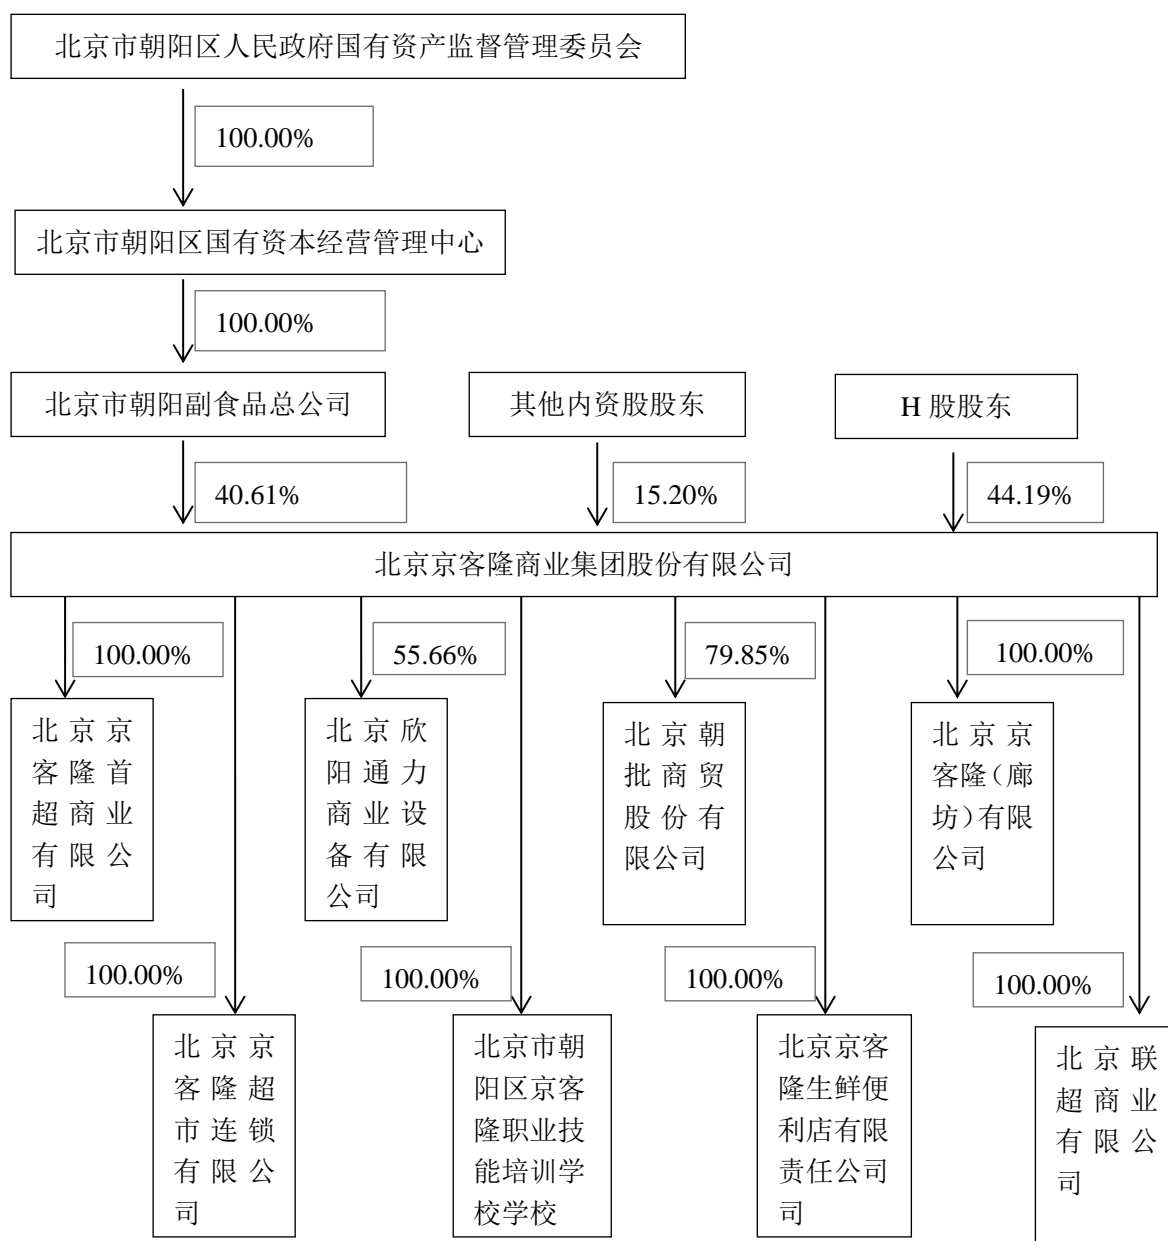 北京市朝阳区人民政府国有资产监督管理委员会
100.00%
北京市朝阳区国有资本经营管理中心
100.00%
北京市朝阳副食品总公司
其他内资股股东
H 股股东
40.61%
15.20%
44.19%
北京京客隆商业集团股份有限公司
100.00%
55.66%
79.85%
100.00%
北京京
客隆首
超商业
有限公
司
北京欣
阳通力
商业设
备有限
公司
北京朝
批商贸
股份有
限公司
北京京
客隆（廊
坊）有限
公司
100.00%
100.00%
100.00%
100.00%
北京京
客隆超
市连锁
有限公
司
北京市朝
阳区京客
隆职业技
能培训学
校学校
北京京客
隆生鲜便
利店有限
责任公司
司
北京联
超商业
有限公
司